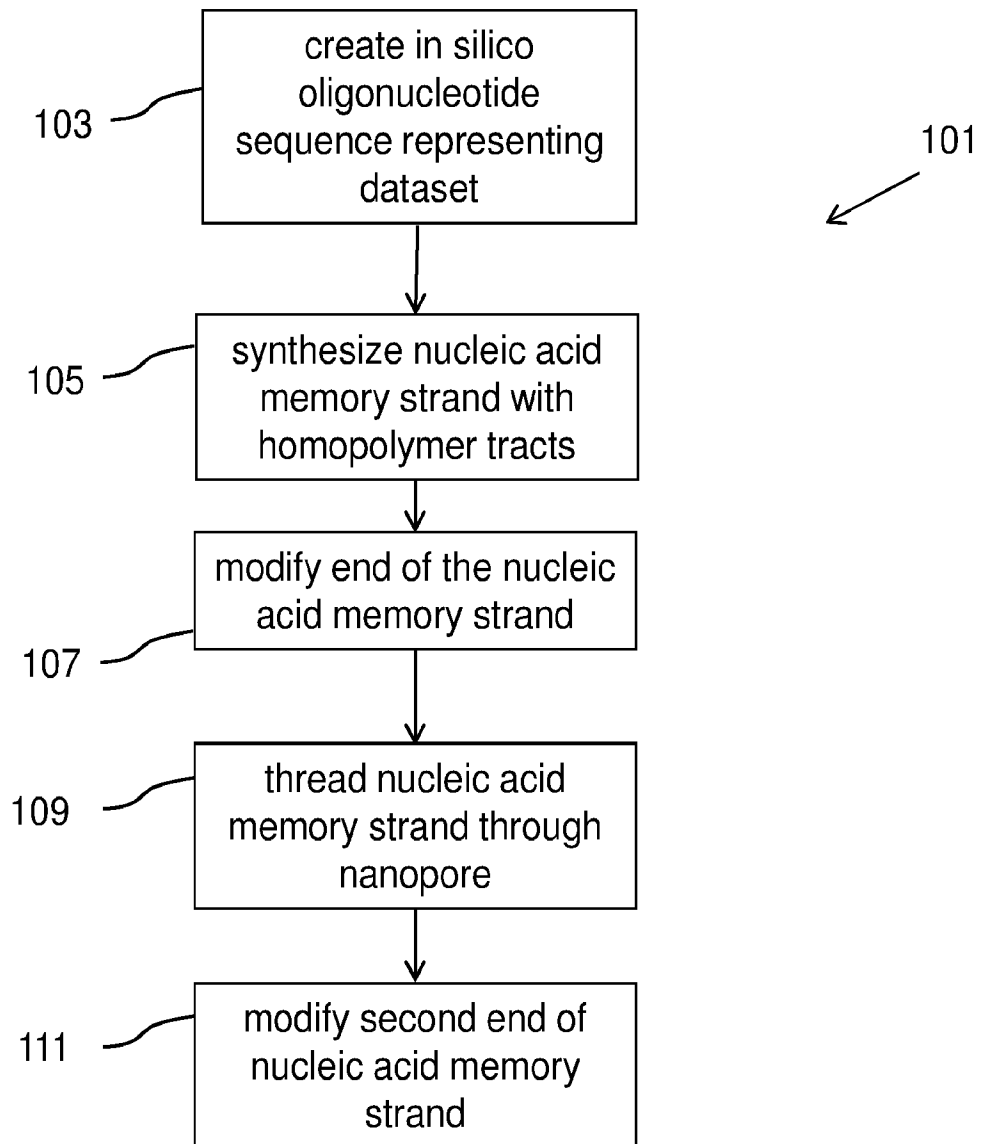 create in silico
oligonucleotide
sequence representing
dataset
103
101
synthesize nucleic acid
memory strand with
homopolymer tracts
105
modify end of the nucleic
acid memory strand
107
thread nucleic acid
memory strand through
nanopore
109
modify second end of
nucleic acid memory
strand
111